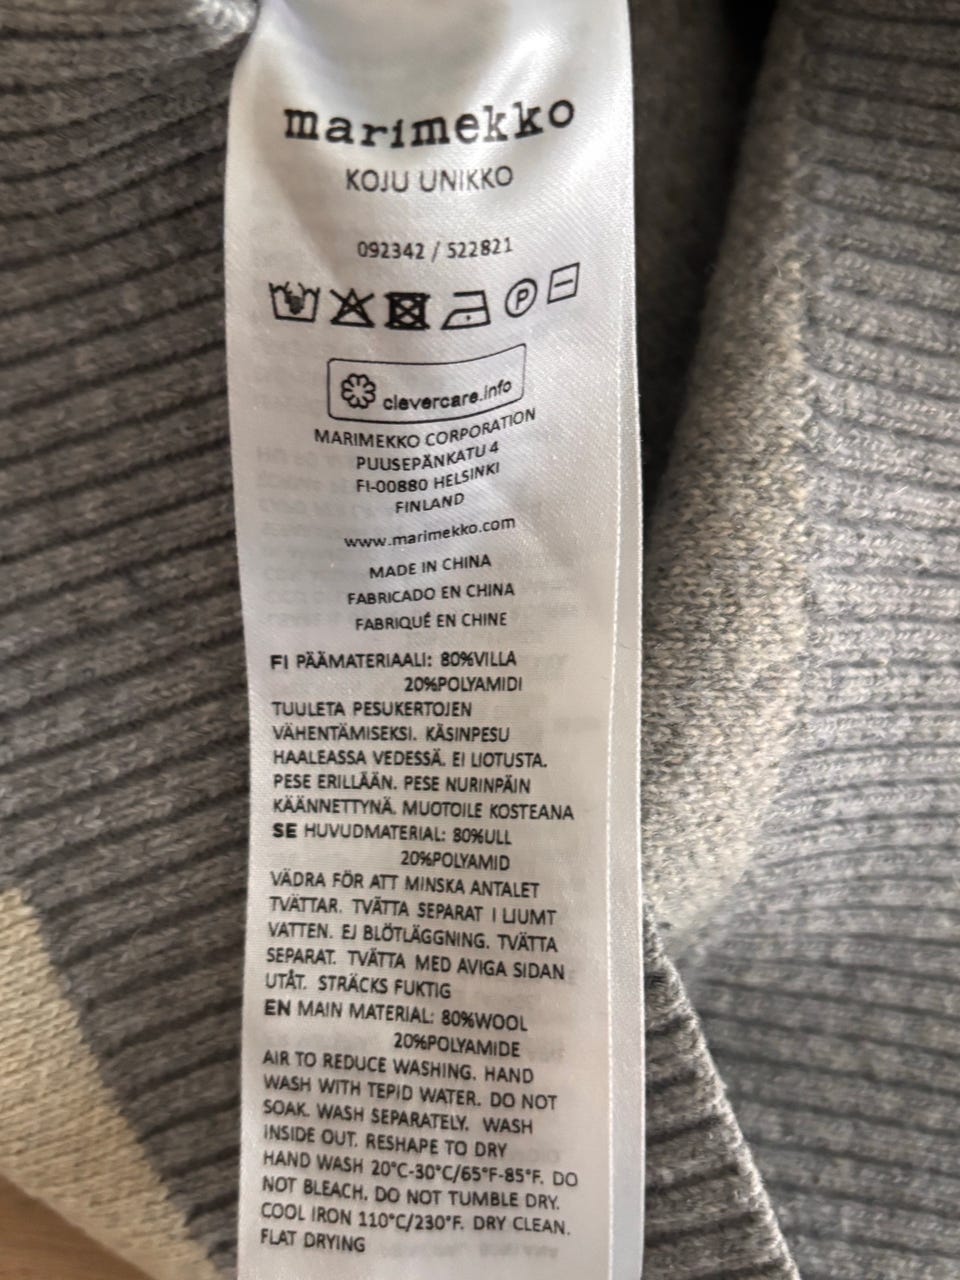 marimekko
KOJU UNIKKO
092342 / 522821
P
clevercare.info
MARIMEKKO CORPORATION
PUUSEPÄNKATU 4
FI-00880 HELSINKI
FINLAND
www.marimekko.com
MADE IN CHINA
FABRICADO EN CHINA
FABRIQUÉ EN CHINE
FI PÄÄMATERIAALI: 80%VILLA
20%POLYAMIDI
TUULETA PESUKERTOJEN
VÄHENTÄMISEKSI. KÄSINPESU
HAALEASSA VEDESSÄ. EI LIOTUSTA.
PESE ERILLÄÄN. PESE NURINPÄIN
KÄÄNNETTYNÄ. MUOTOILE KOSTEANA
SE HUVUDMATERIAL: 80%ULL
20%POLYAMID
VÄDRA FÖR ATT MINSKA ANTALET
TVÄTTAR. TVÄTTA SEPARAT I LJUMT
VATTEN. EJ BLÖTLÄGGNING. TVÄTTA
SEPARAT. TVÄTTA MED AVIGA SIDAN
UTÅT. STRÄCKS FUKTIG
EN MAIN MATERIAL: 80%WOOL
20%POLYAMIDE
AIR TO REDUCE WASHING. HAND
WASH WITH TEPID WATER. DO NOT
SOAK. WASH SEPARATELY. WASH
INSIDE OUT. RESHAPE TO DRY
HAND WASH 20°C-30°C/65°F-85°F. DO
NOT BLEACH. DO NOT TUMBLE DRY.
COOL IRON 110°C/230°F. DRY CLEAN.
FLAT DRYING